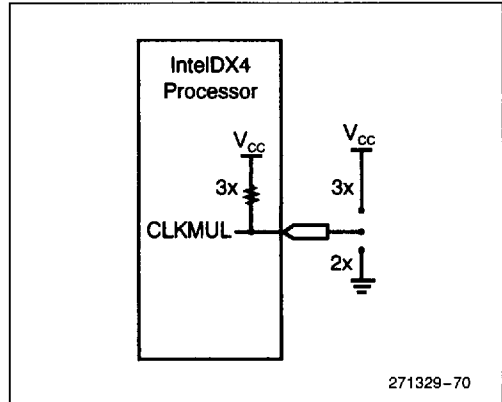 IntelDX4
Processor
VCC
VCC
3x
3x
CLKMUL
2x
271329-70